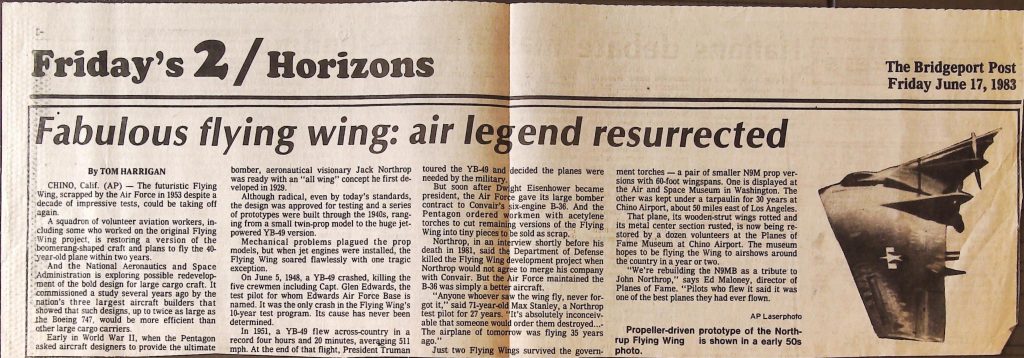 Friday's 2/Horizons
The Bridgeport Post
Friday June 17, 1983
Fabulous flying wing: air legend resurrected
By TOM HARRIGAN
CHINO, Calif. (AP) — The futuristic Flying
Wing, scrapped by the Air Force in 1953 despite a
decade of impressive tests, could be taking off
again.
A squadron of volunteer aviation workers, in-
cluding some who worked on the original Flying
Wing project, is restoring a version of the
boomerang-shaped craft and plans to fly the 40-
year-old plane within two years.
And the National Aeronautics and Space
Administration is exploring possible redevelop-
ment of the bold design for large cargo craft. It
commissioned a study several years ago by the
nation's three largest aircraft builders that
showed that such designs, up to twice as large as
the Boeing 747, would be more efficient than
other large cargo carriers.
Early in World War II, when the Pentagon
asked aircraft designers to provide the ultimate
bomber, aeronautical visionary Jack Northrop
was ready with an "all wing" concept he first de-
veloped in 1929.
Although radical, even by today's standards,
the design was approved for testing and a series
of prototypes were built through the 1940s, rang-
ing from a small twin-prop model to the huge jet-
powered YB-49 version.
Mechanical problems plagued the prop
models, but when jet engines were installed, the
Flying Wing soared flawlessly with one tragic
exception.
On June 5, 1948, a YB-49 crashed, killing the
five crewmen including Capt. Glen Edwards, the
test pilot for whom Edwards Air Force Base is
named. It was the only crash in the Flying Wing's
10-year test program. Its cause has never been
determined.
In 1951, a YB-49 flew across-country in a
record four hours and 20 minutes, averaging 511
mph. At the end of that flight, President Truman
toured the YB-49 and decided the planes were
needed by the military.
But soon after Dwight Eisenhower became
president, the Air Force gave its large bomber
contract to Convair's six-engine B-36. And the
Pentagon ordered workmen with acetylene
torches to cut remaining versions of the Flying
Wing into tiny pieces to be sold as scrap.
Northrop, in an interview shortly before his
death in 1981, said the Department of Defense
killed the Flying Wing development project when
Northrop would not agree to merge his company
with Convair. But the Air Force maintained the
B-36 was simply a better aircraft.
"Anyone whoever saw the wing fly, never for-
got it," said 71-year-old Max Stanley, a Northrop
test pilot for 27 years. "It's absolutely inconceiv-
able that someone would order them destroyed...-
The airplane of tomorrow was flying 35 years
ago."
Just two Flying Wings survived the govern-
ment torches — a pair of smaller N9M prop ver-
sions with 60-foot wingspans. One is displayed at
the Air and Space Museum in Washington. The
other was kept under a tarpaulin for 30 years at
Chino Airport, about 50 miles east of Los Angeles.
That plane, its wooden-strut wings rotted and
its metal center section rusted, is now being re-
stored by a dozen volunteers at the Planes of
Fame Museum at Chino Airport. The museum
hopes to be flying the Wing to airshows around
the country in a year or two.
"We're rebuilding the N9MB as a tribute to
John Northrop," says Ed Maloney, director of
Planes of Fame. "Pilots who flew it said it was
one of the best planes they had ever flown.
AP Laserphoto
Propeller-driven prototype of the North-
rup Flying Wing is shown in a early 50s
photo.